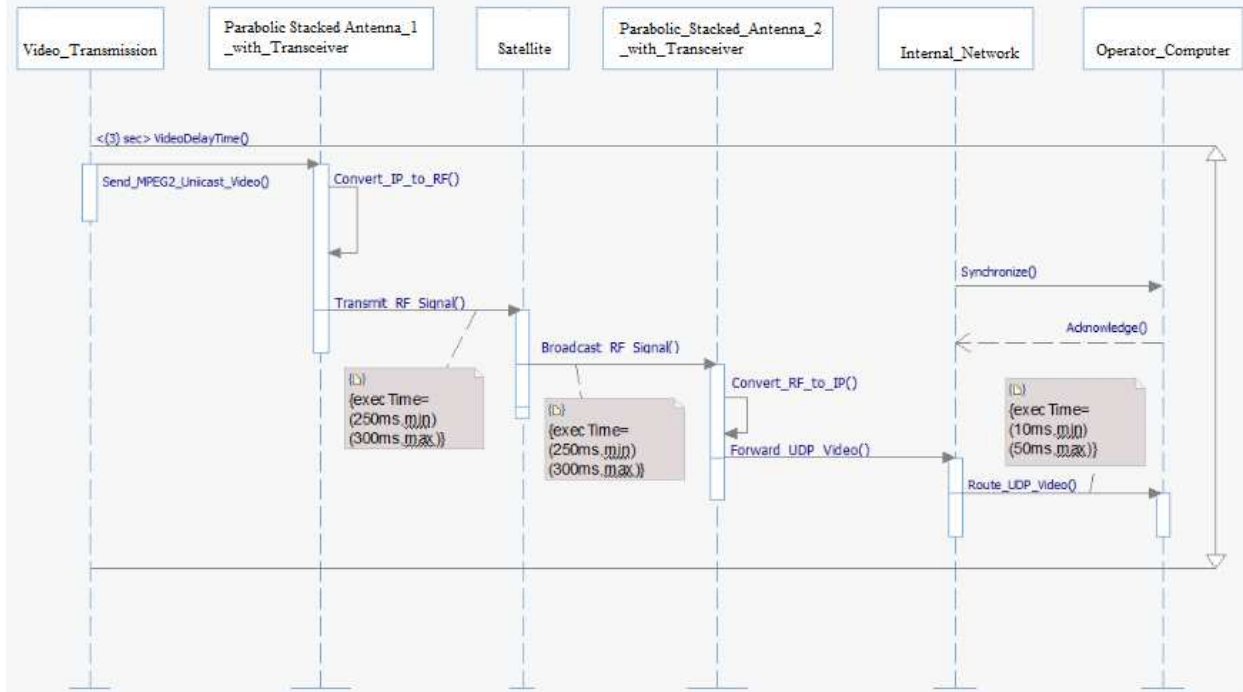 Video_Transmission
Parabolic Stacked Antenna_1
_with_Transceiver
Satellite
Parabolic_Stacked_Antenna_2
_with_Transceiver
Internal_Network
Operator_Computer
<{3} sec> VideoDelayTime()
Send_MPEG2_Uniicast_Video()
Convert_IP_to_RF()
Synchronize()
Transmit_RF_Signal()
Acknowledge()
Broadcast_RF_Signal()
{exec Time=
(250ms,min)
(300ms,max)}
{exec Time=
(250ms,min)
(300ms,max)}
Convert_RF_to_IP()
{exec Time=
(10ms,min)
(50ms,max)}
Forward_UDP_Video()
Route_UDP_Video()